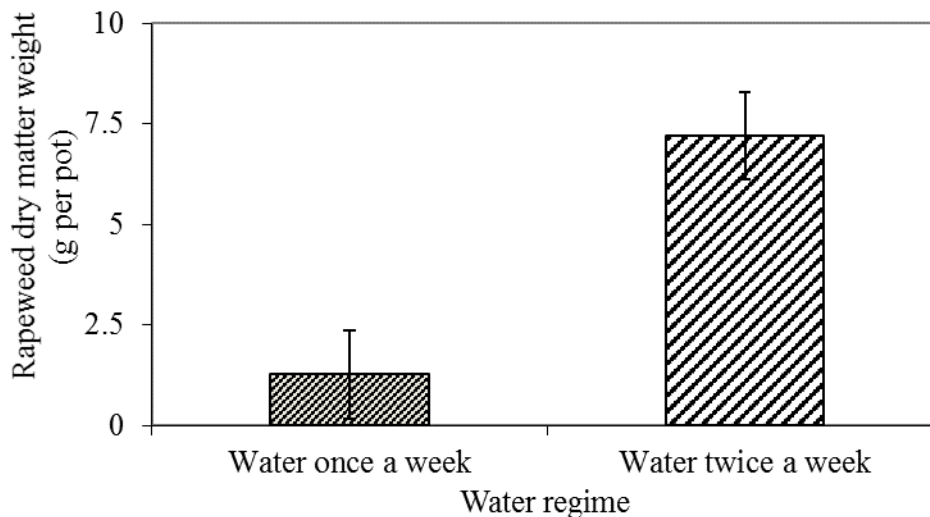 Rapeweed dry matter weight
(g per pot)
10
7.5
5
2.5
0
Water once a week
Water twice a week
Water regime